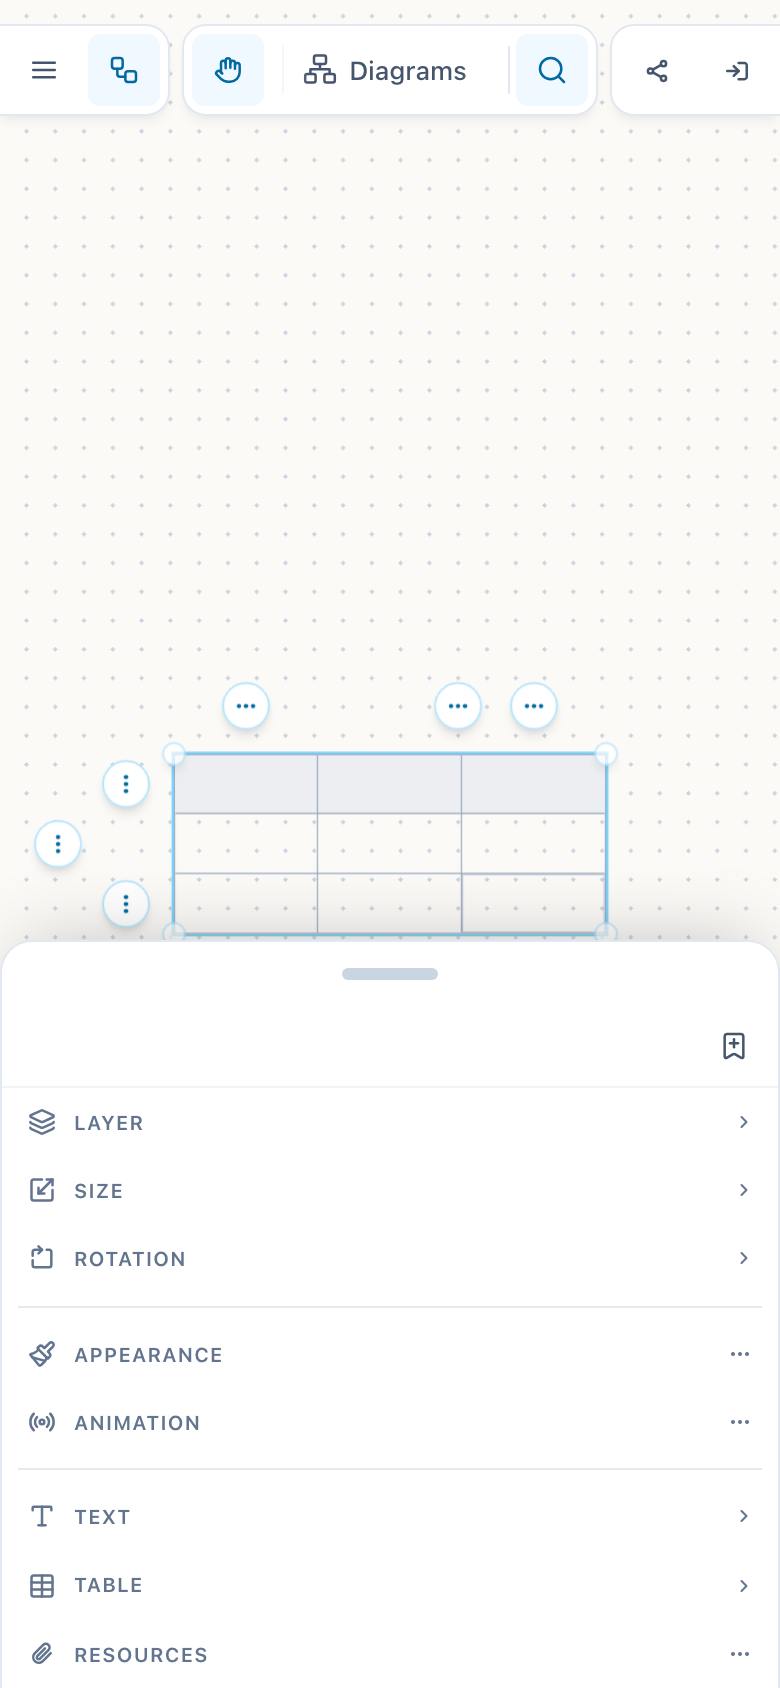 Diagrams
LAYER
SIZE
ROTATION
APPEARANCE
ANIMATION
TEXT
TABLE
RESOURCES